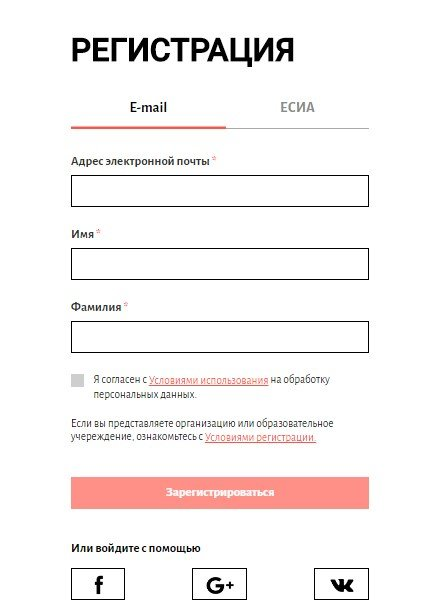 РЕГИСТРАЦИЯ
E-mail ЕСИА
Адрес электронной почты *
Имя *
Фамилия *
Я согласен с Условиями использования на обработку
персональных данных.
Если вы представляете организацию или образовательное
учереждение, ознакомьтесь с Условиями регистрации.
Зарегистрироваться
Или войдите с помощью
f G+ VK